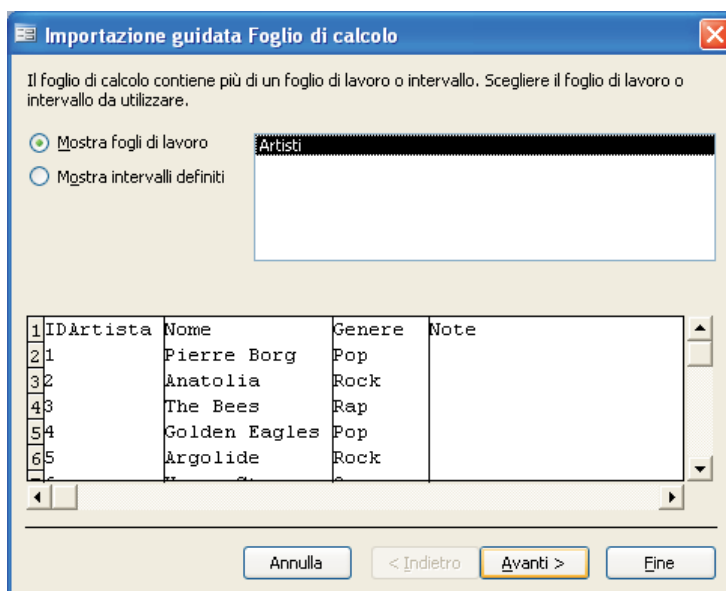 Importazione guidata Foglio di calcolo
Il foglio di calcolo contiene più di un foglio di lavoro o intervallo. Scegliere il foglio di lavoro o
intervallo da utilizzare.
Mostra fogli di lavoro
Artisti
Mostra intervalli definiti
1 IDArtista Nome Genere Note
2 1 Pierre Borg Pop
3 2 Anatolia Rock
4 3 The Bees Rap
5 4 Golden Eagles Pop
6 5 Argolide Rock
Annulla < Indietro Avanti > Fine